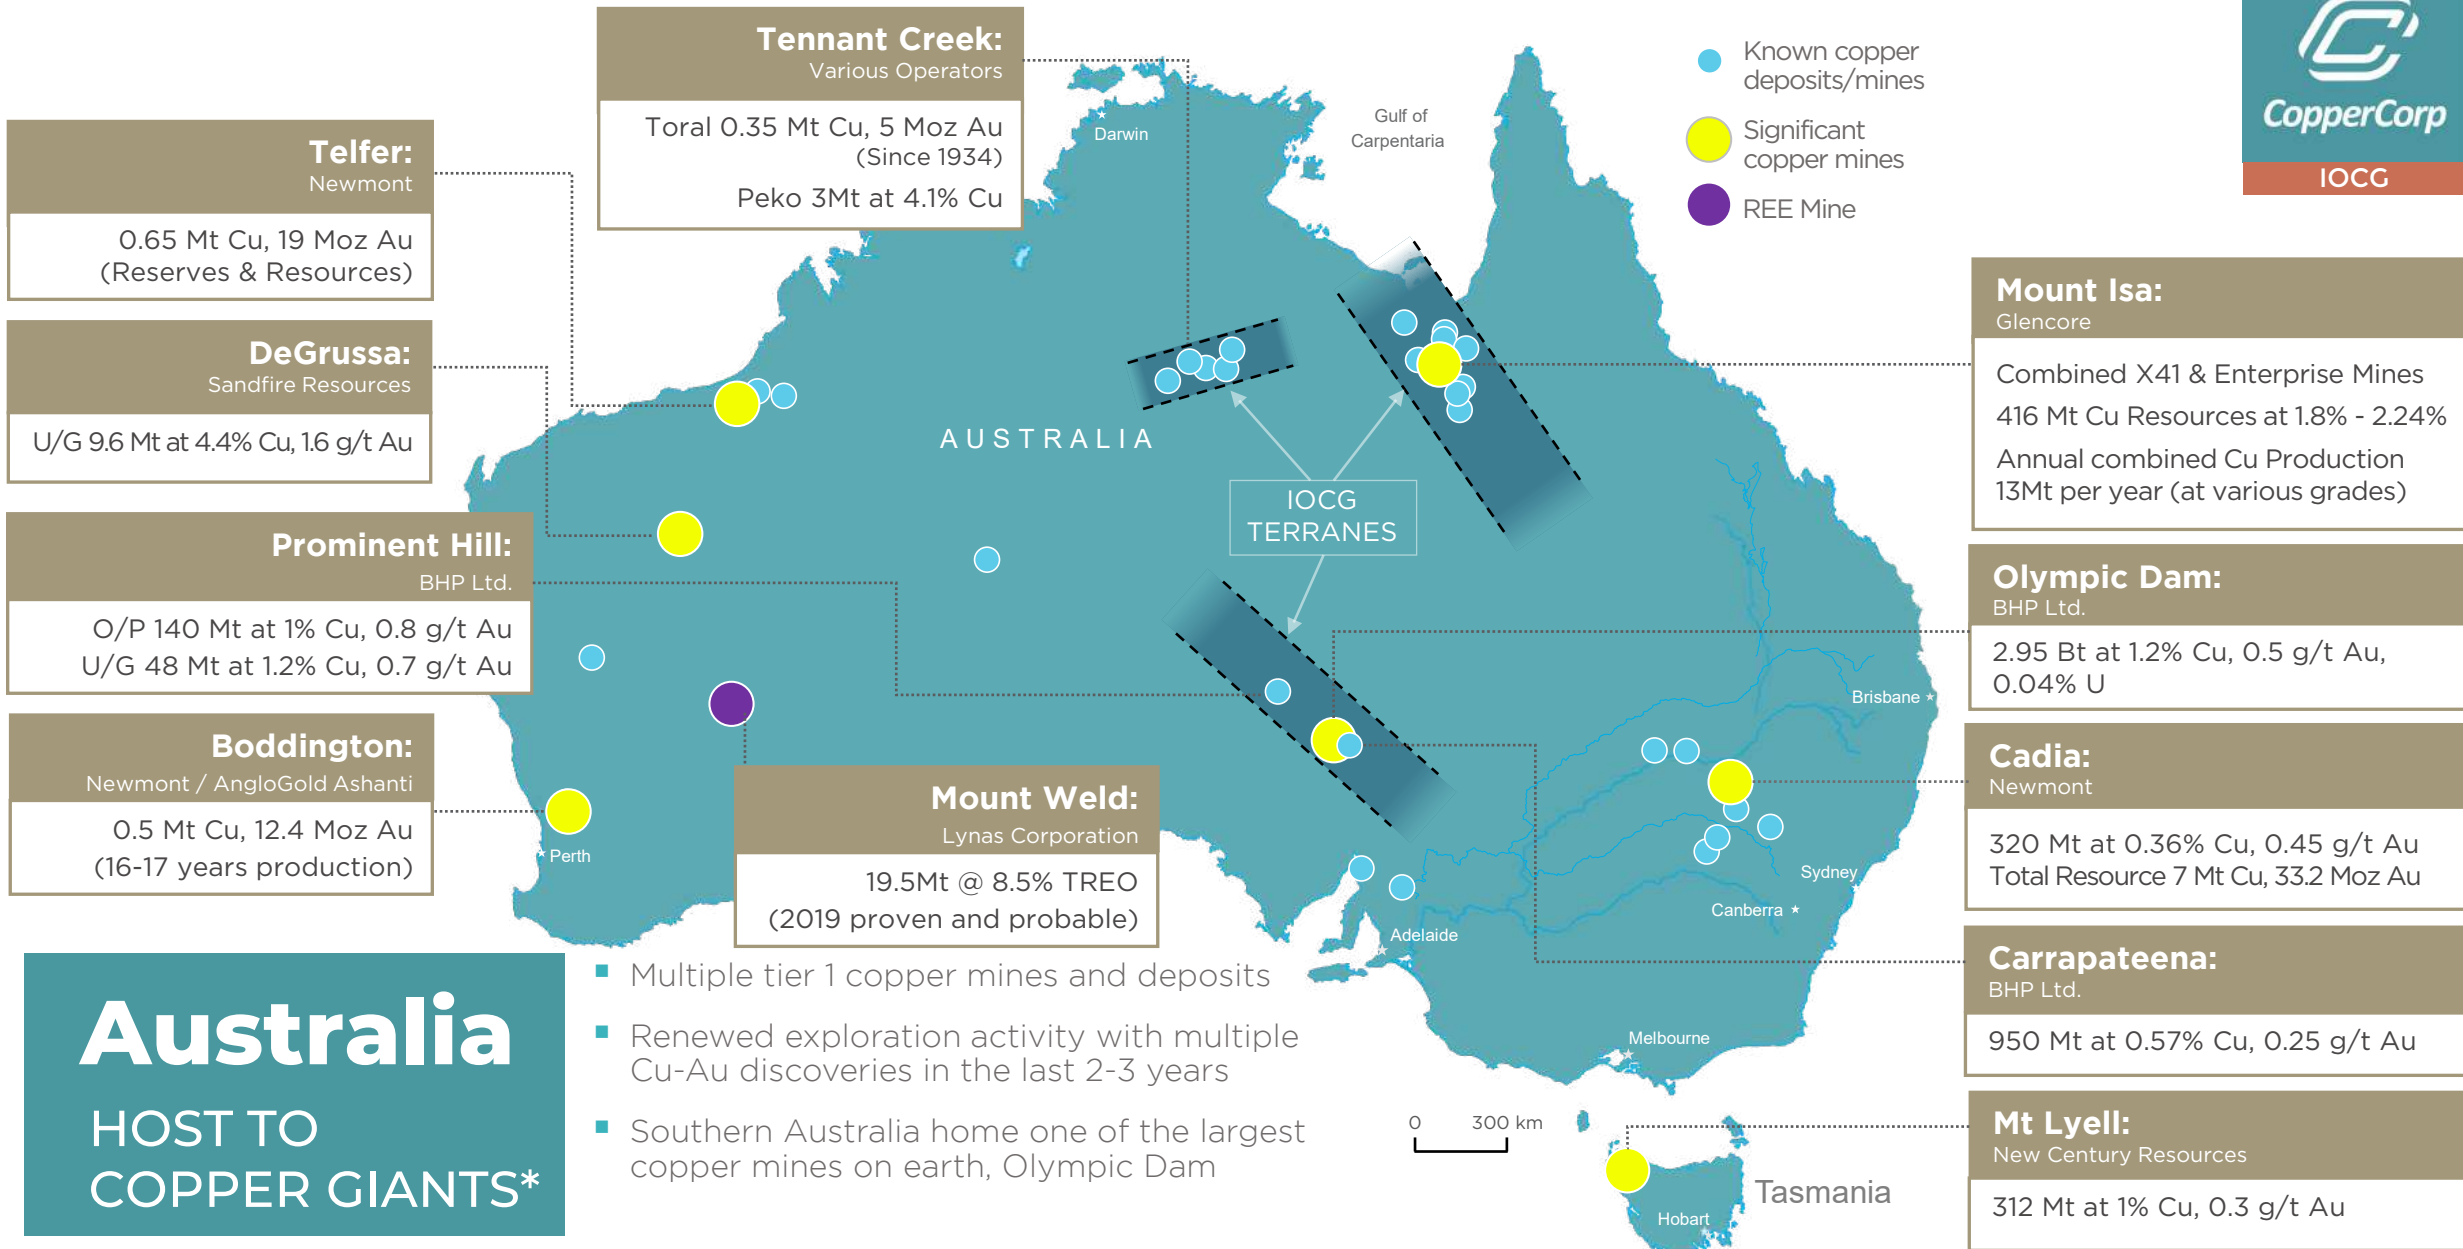 Tennant Creek:
Various Operators
Toral 0.35 Mt Cu, 5 Moz Au
(Since 1934)
Peko 3Mt at 4.1% Cu
Telfer:
Newmont
0.65 Mt Cu, 19 Moz Au
(Reserves & Resources)
DeGrussa:
Sandfire Resources
U/G 9.6 Mt at 4.4% Cu, 1.6 g/t Au
Prominent Hill:
BHP Ltd.
O/P 140 Mt at 1% Cu, 0.8 g/t Au
U/G 48 Mt at 1.2% Cu, 0.7 g/t Au
Boddington:
Newmont / AngloGold Ashanti
0.5 Mt Cu, 12.4 Moz Au
(16-17 years production)
Mount Weld:
Lynas Corporation
19.5Mt @ 8.5% TREO
(2019 proven and probable)
Known copper
deposits/mines
Significant
copper mines
REE Mine
CopperCorp
IOCG
Darwin
Gulf of
Carpentaria
AUSTRALIA
IOCG
TERRANES
Perth
Brisbane
Sydney
Canberra
Adelaide
Melbourne
Tasmania
Hobart
0 300 km
Mount Isa:
Glencore
Combined X41 & Enterprise Mines
416 Mt Cu Resources at 1.8% - 2.24%
Annual combined Cu Production
13Mt per year (at various grades)
Olympic Dam:
BHP Ltd.
2.95 Bt at 1.2% Cu, 0.5 g/t Au,
0.04% U
Cadia:
Newmont
320 Mt at 0.36% Cu, 0.45 g/t Au
Total Resource 7 Mt Cu, 33.2 Moz Au
Carrapateena:
BHP Ltd.
950 Mt at 0.57% Cu, 0.25 g/t Au
Mt Lyell:
New Century Resources
312 Mt at 1% Cu, 0.3 g/t Au
Australia
HOST TO
COPPER GIANTS*
▪ Multiple tier 1 copper mines and deposits
▪ Renewed exploration activity with multiple
Cu-Au discoveries in the last 2-3 years
▪ Southern Australia home one of the largest
copper mines on earth, Olympic Dam